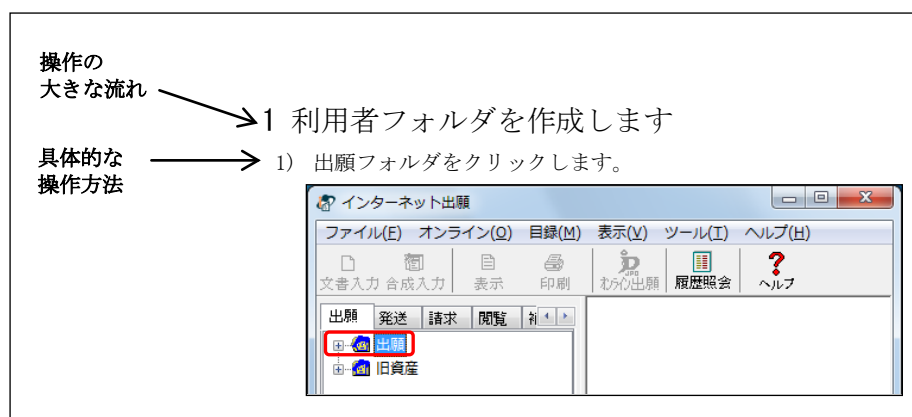 操作の
大きな流れ
1 利用者フォルダを作成します
具体的な
操作方法
1) 出願フォルダをクリックします。
インターネット出願
ファイル(F) オンライン(O) 目録(M) 表示(V) ツール(T) ヘルプ(H)
文書入力 合成入力 表示 印刷 オンライン出願 履歴照会 ヘルプ
出願 発送 請求 閲覧
出願
旧資産